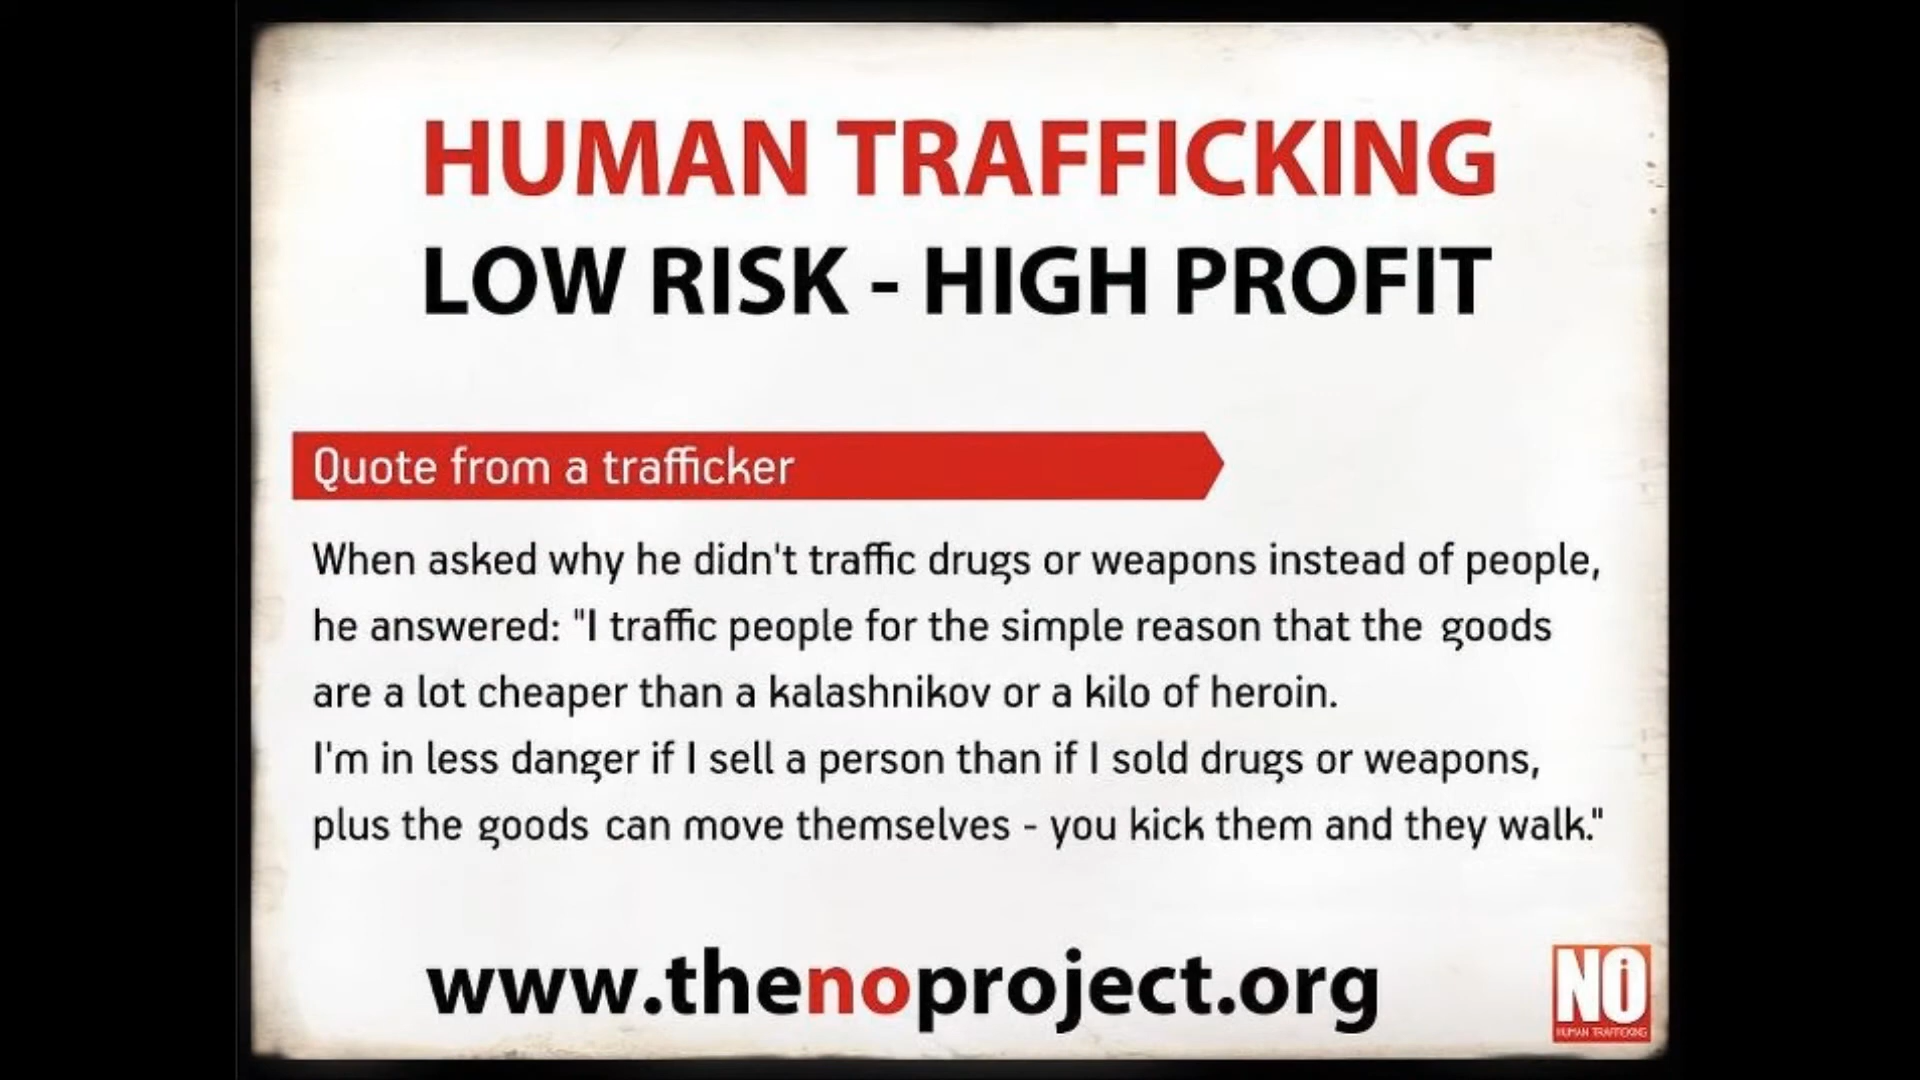 HUMAN TRAFFICKING
LOW RISK - HIGH PROFIT
Quote from a trafficker
When asked why he didn't traffic drugs or weapons instead of people,
he answered: "I traffic people for the simple reason that the goods
are a lot cheaper than a kalashnikov or a kilo of heroin.
I'm in less danger if I sell a person than if I sold drugs or weapons,
plus the goods can move themselves - you kick them and they walk."
www.thenoproject.org
NO
HUMAN TRAFFICKING